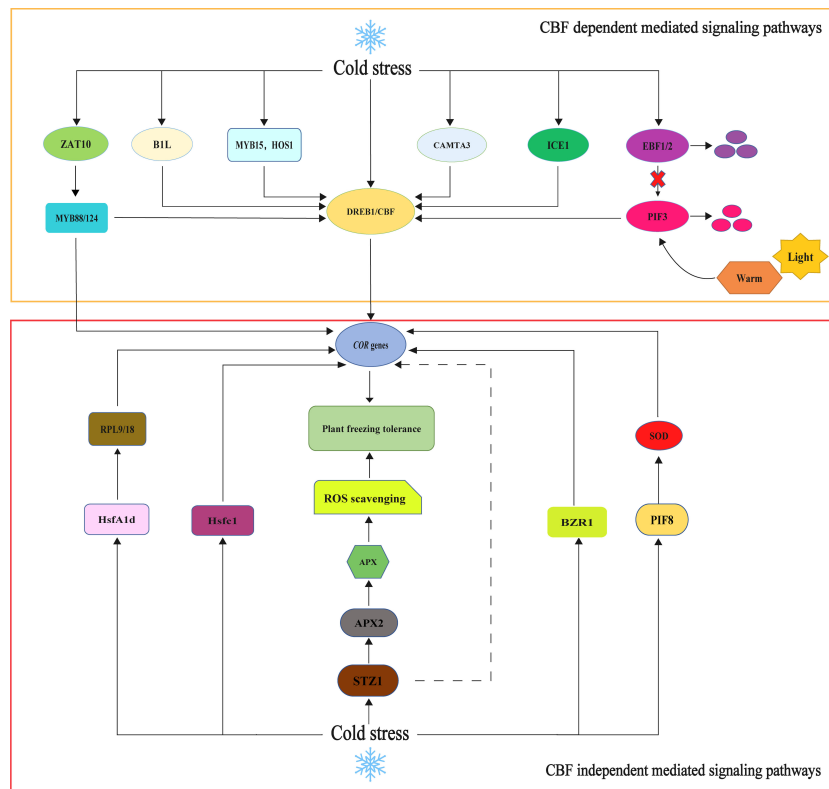 CBF dependent mediated signaling pathways
Cold stress
ZAT10
B1L
MYB15, HOS1
CAMTA3
ICE1
EBF1/2
MYB88/124
DREB1/CBF
PIF3
Light
Warm
COR genes
RPL9/18
Plant freezing tolerance
SOD
ROS scavenging
HsfA1d
Hsfc1
BZR1
PIF8
APX
APX2
STZ1
Cold stress
CBF independent mediated signaling pathways